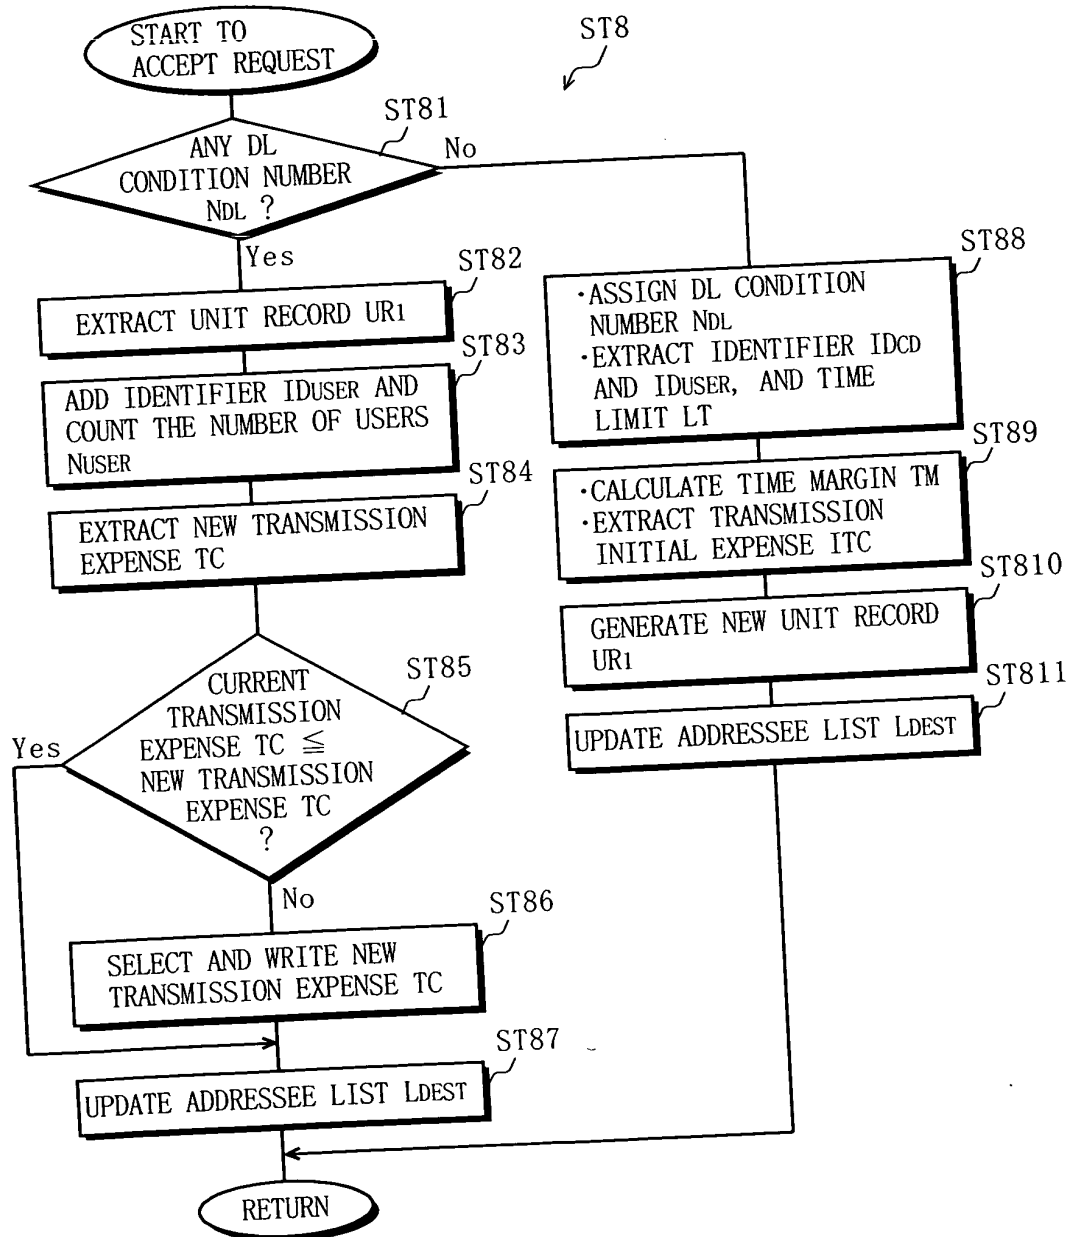 START TO
ACCEPT REQUEST
ST8
ST81
ANY DL
CONDITION NUMBER
NDL ?
No
Yes
ST82
EXTRACT UNIT RECORD UR1
ST83
ADD IDENTIFIER IDUSER AND
COUNT THE NUMBER OF USERS
NUSER
ST84
EXTRACT NEW TRANSMISSION
EXPENSE TC
ST85
CURRENT
TRANSMISSION
EXPENSE TC ≦
NEW TRANSMISSION
EXPENSE TC
?
Yes
No
ST86
SELECT AND WRITE NEW
TRANSMISSION EXPENSE TC
ST87
UPDATE ADDRESSEE LIST LDEST
ST88
·ASSIGN DL CONDITION
NUMBER NDL
·EXTRACT IDENTIFIER IDCD
AND IDUSER, AND TIME
LIMIT LT
ST89
·CALCULATE TIME MARGIN TM
·EXTRACT TRANSMISSION
INITIAL EXPENSE ITC
ST810
GENERATE NEW UNIT RECORD
UR1
ST811
UPDATE ADDRESSEE LIST LDEST
RETURN